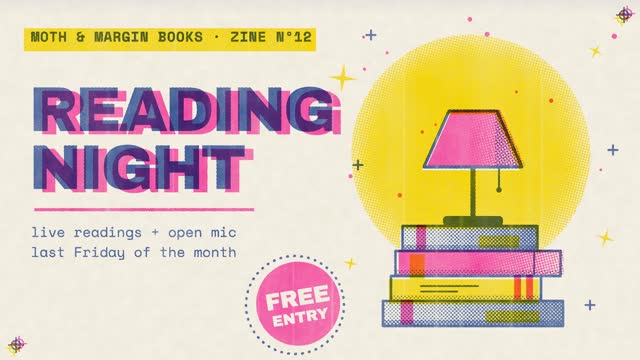 MOTH & MARGIN BOOKS · ZINE N°12
READING
NIGHT
live readings + open mic
last Friday of the month
FREE
ENTRY